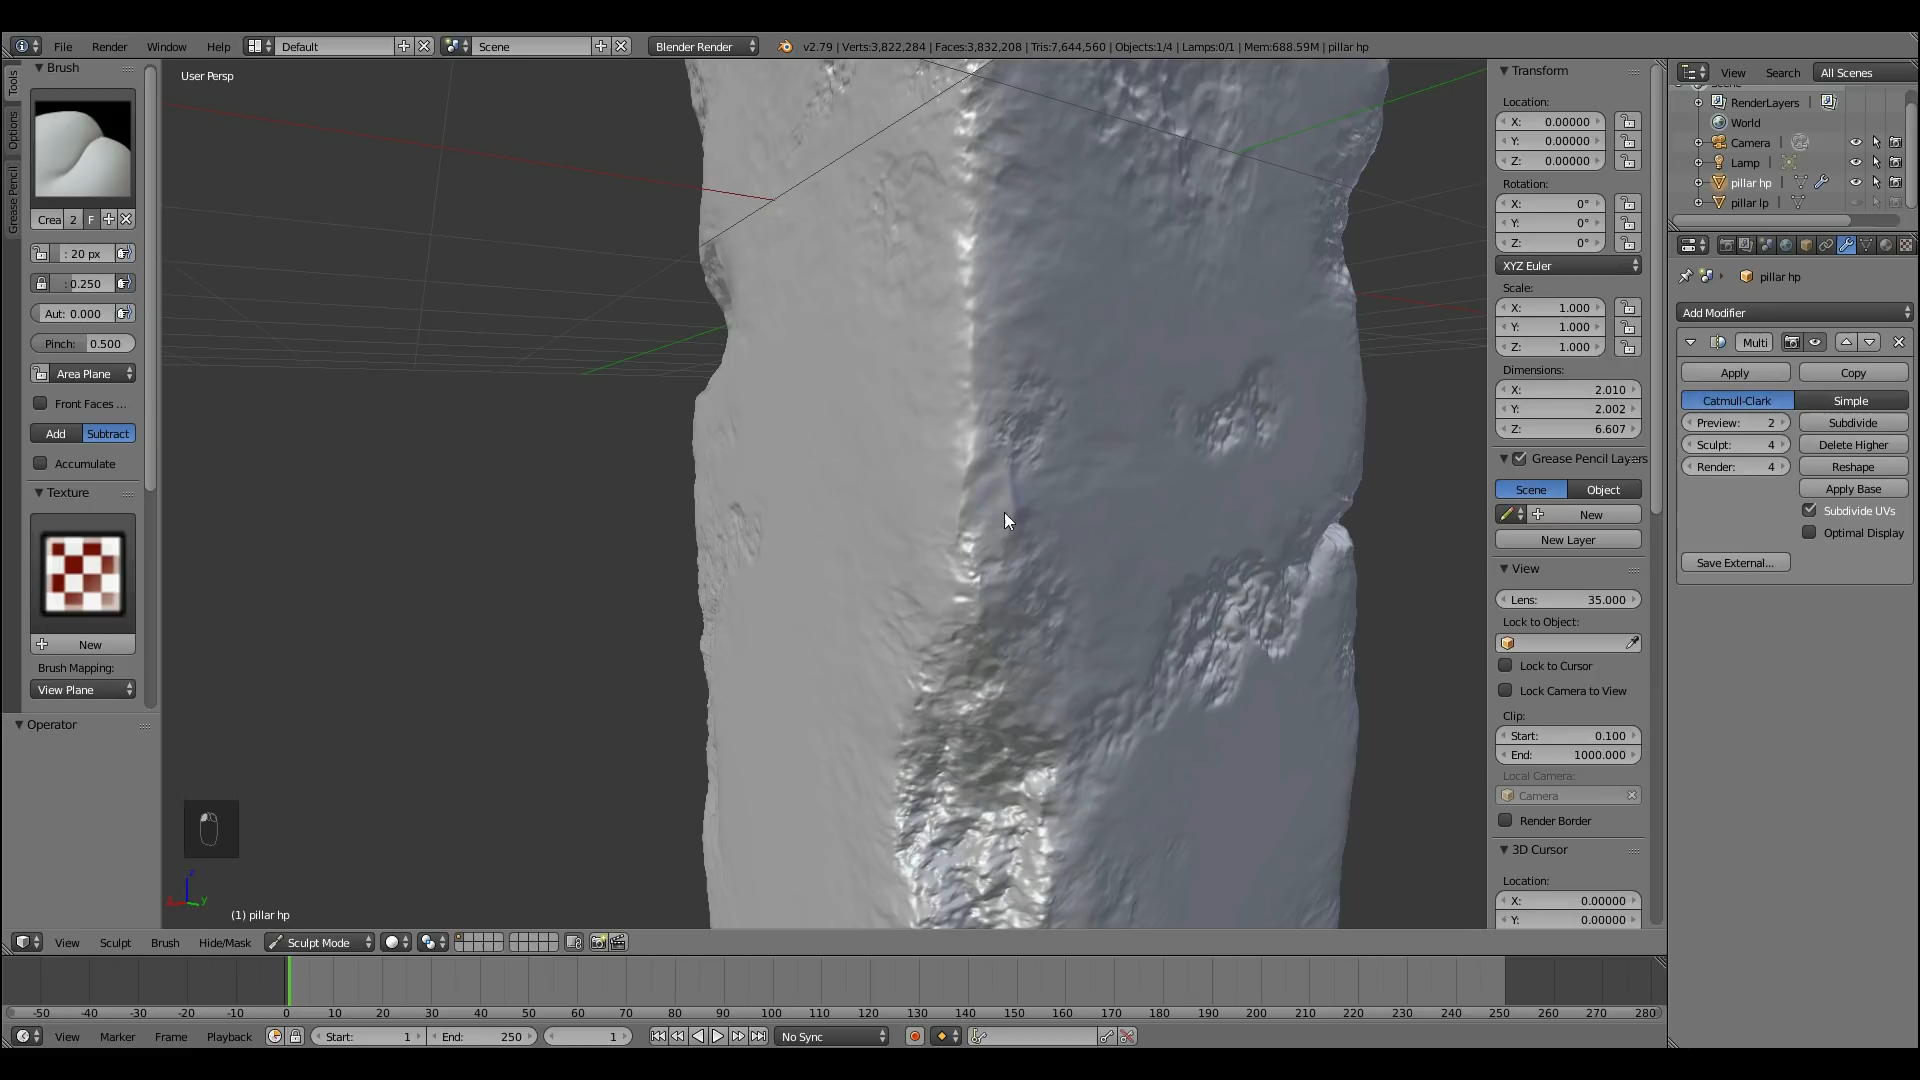 File Render Window Help Default Scene Blender Render v2.79 | Verts:3,822,284 | Faces:3,832,208 | Tris:7,644,560 | Objects:1/4 | Lamps:0/1 | Mem:688.59M | pillar hp
Tools
Options
Grease Pencil
Brush
Crea 2 F
: 20 px
: 0.250
Aut: 0.000
Pinch: 0.500
Area Plane
Front Faces ...
Add Subtract
Accumulate
Texture
New
Brush Mapping:
View Plane
Operator
User Persp
z
x y
(1) pillar hp
Transform
Location:
X: 0.00000
Y: 0.00000
Z: 0.00000
Rotation:
X: 0°
Y: 0°
Z: 0°
XYZ Euler
Scale:
X: 1.000
Y: 1.000
Z: 1.000
Dimensions:
X: 2.010
Y: 2.002
Z: 6.607
Grease Pencil Layers
Scene Object
New
New Layer
View
Lens: 35.000
Lock to Object:
Lock to Cursor
Lock Camera to View
Clip:
Start: 0.100
End: 1000.000
Local Camera:
Camera
Render Border
3D Cursor
Location:
X: 0.00000
Y: 0.00000
View Search All Scenes
RenderLayers
World
Camera
Lamp
pillar hp
pillar lp
pillar hp
Add Modifier
Multi
Apply Copy
Catmull-Clark Simple
Preview: 2 Subdivide
Sculpt: 4 Delete Higher
Render: 4 Reshape
Apply Base
Subdivide UVs
Optimal Display
Save External...
View Sculpt Brush Hide/Mask Sculpt Mode
-50 -40 -30 -20 -10 0 10 20 30 40 50 60 70 80 90 100 110 120 130 140 150 160 170 180 190 200 210 220 230 240 250 260 270 280
View Marker Frame Playback Start: 1 End: 250 1 No Sync